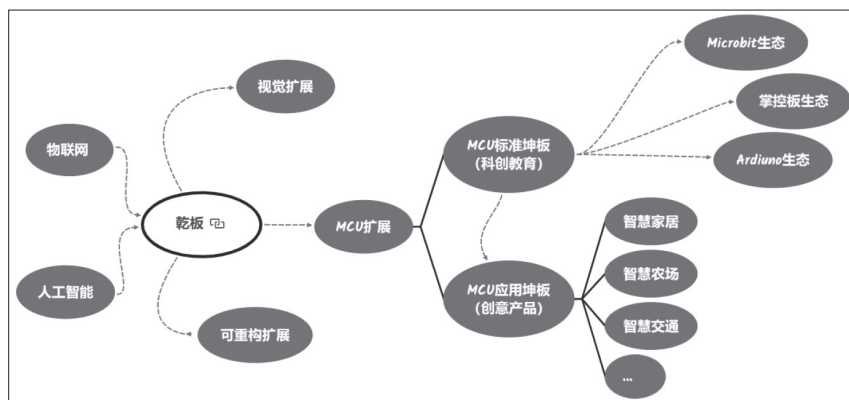 Microbit生态
视觉扩展
掌控板生态
物联网
MCU标准坤板
(科创教育)
Ardiuno生态
乾板
MCU扩展
智慧家居
人工智能
MCU应用坤板
(创意产品)
智慧农场
可重构扩展
智慧交通
...